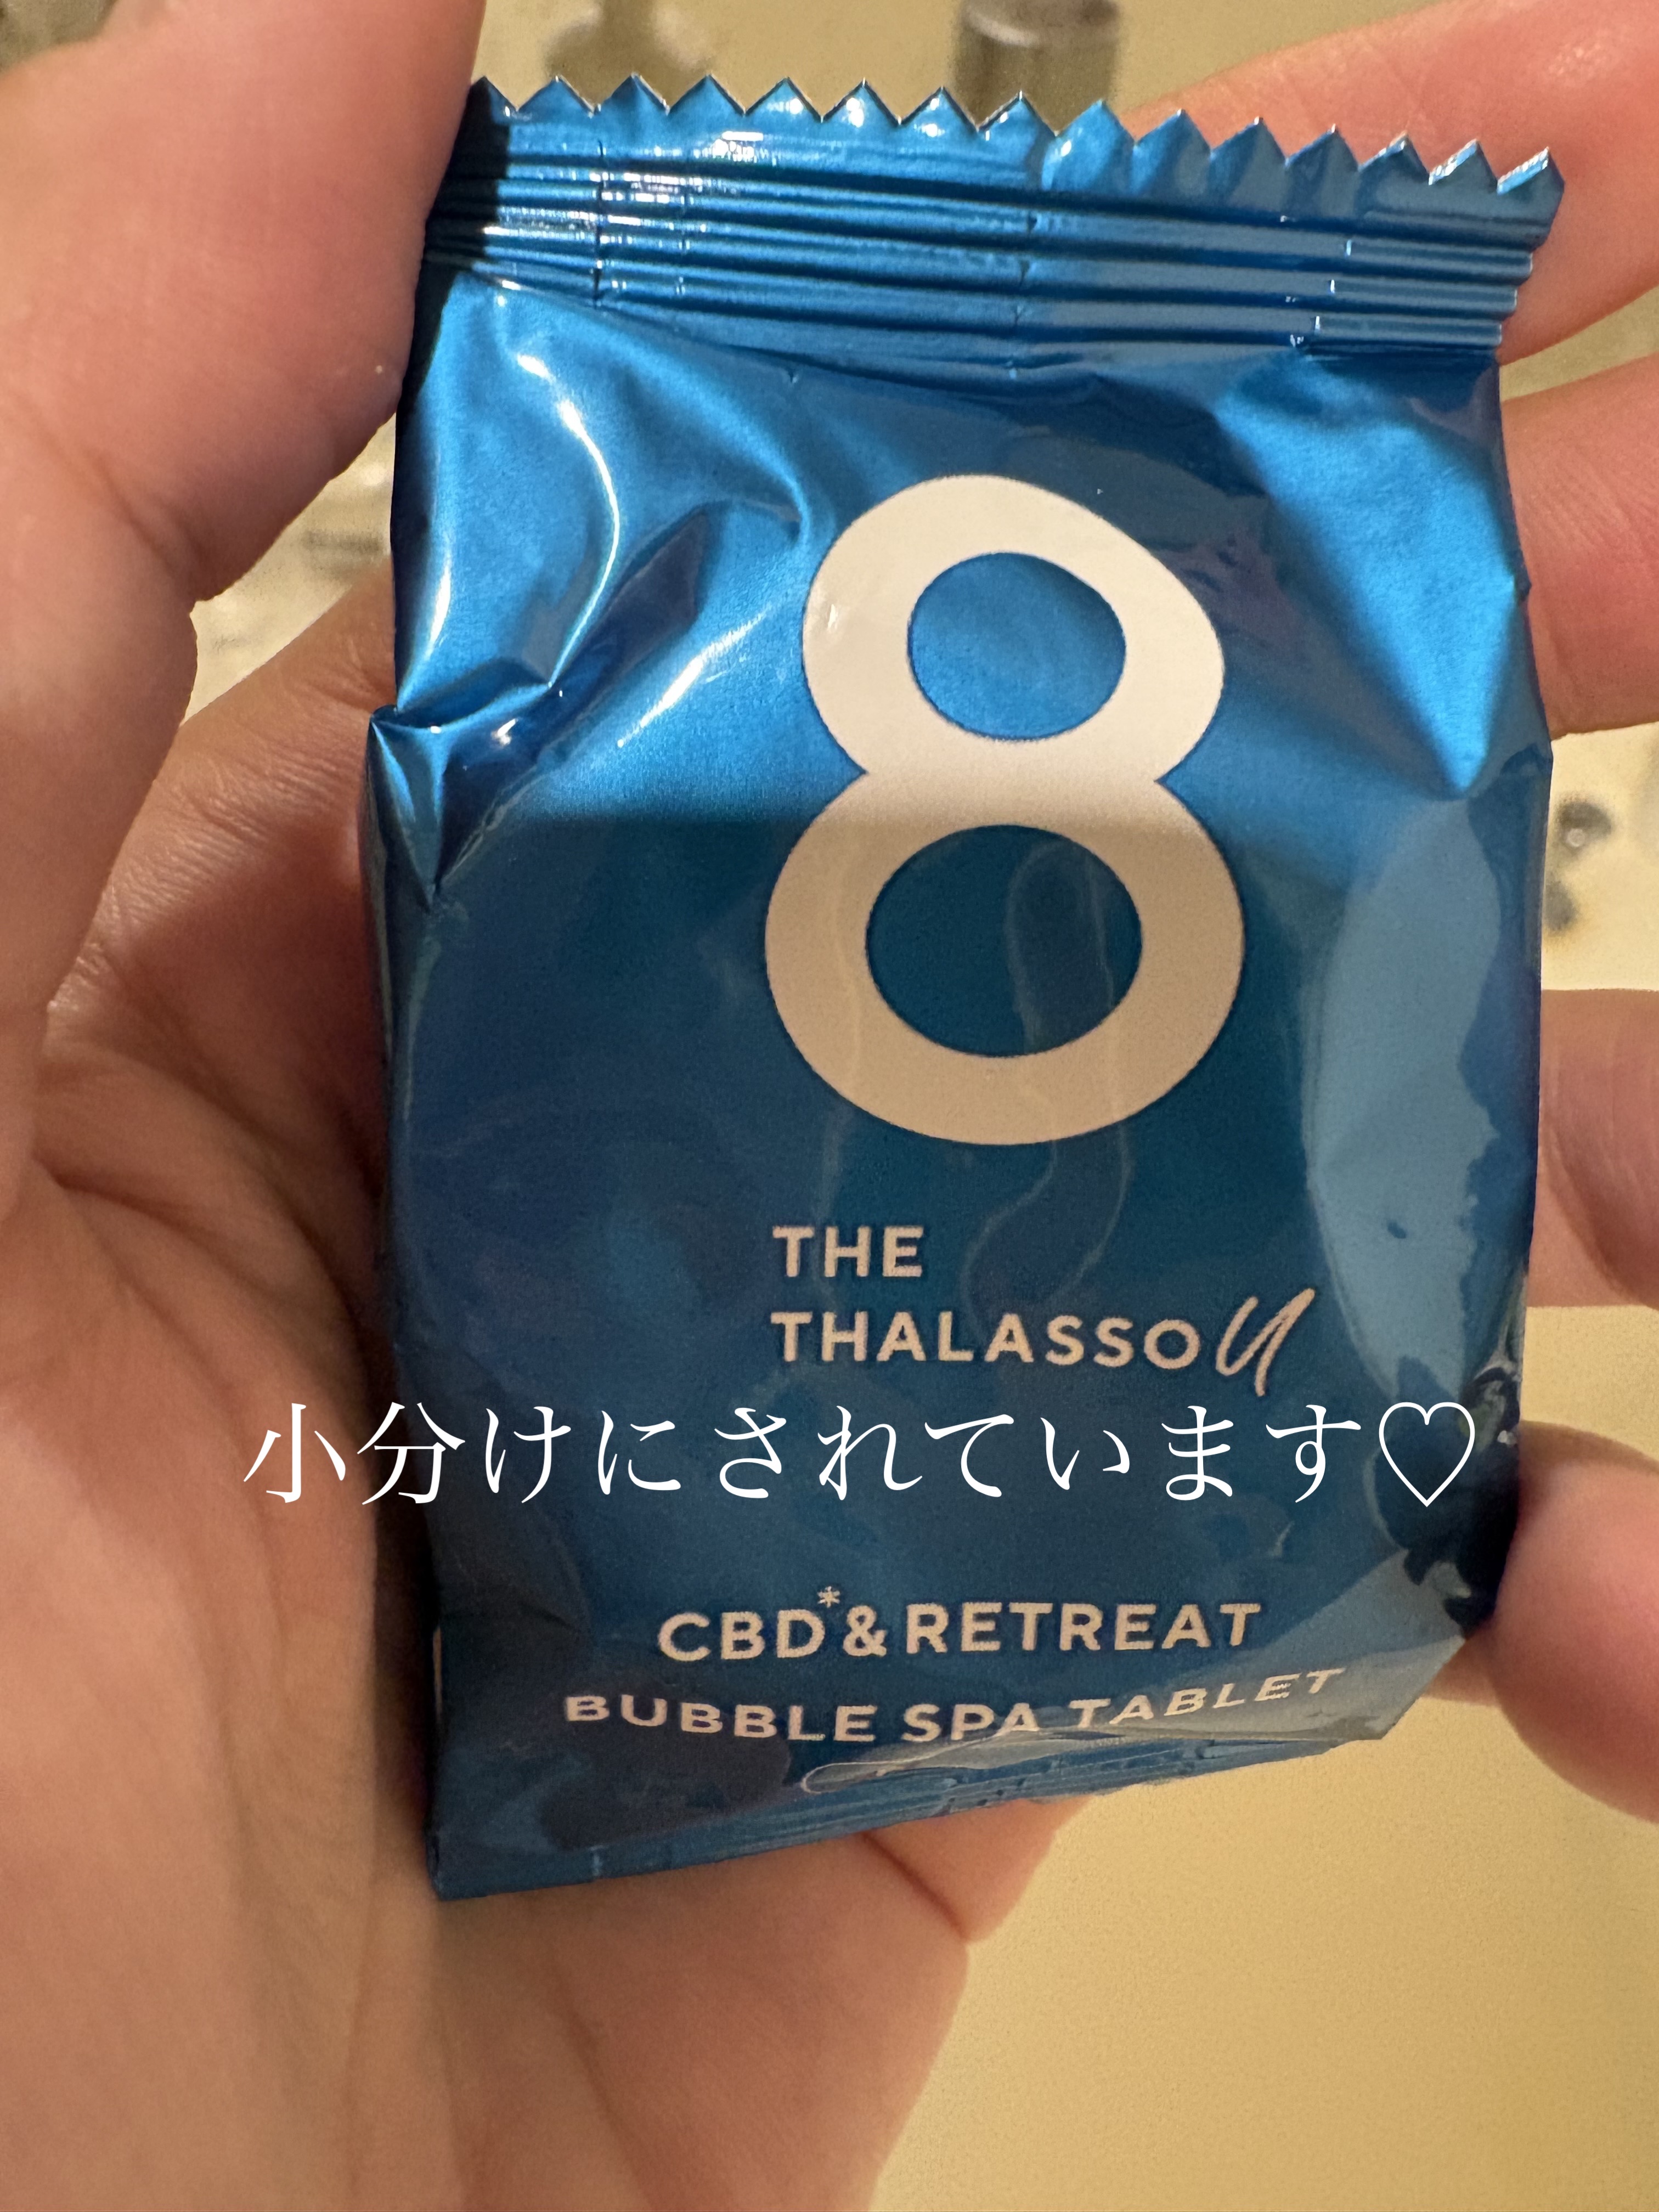 8
THE
THALASSO u
小分けにされています♡
CBD*& RETREAT
BUBBLE SPA TABLET